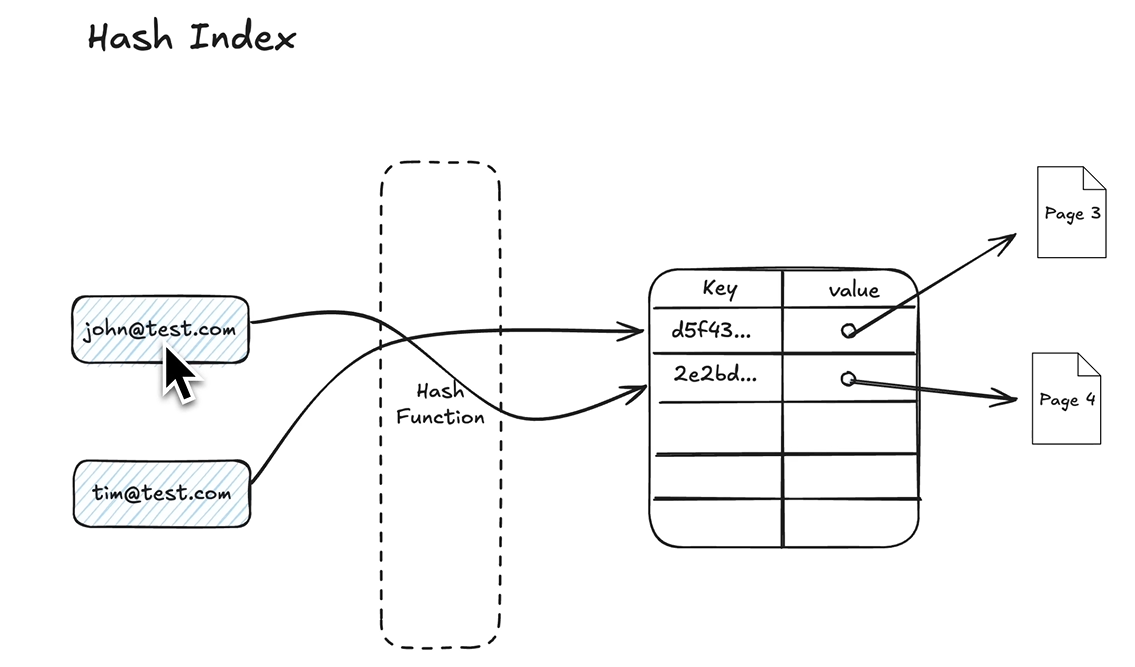 Hash Index
john@test.com
tim@test.com
Hash
Function
Key value
d5f43...
2e2bd...
Page 3
Page 4